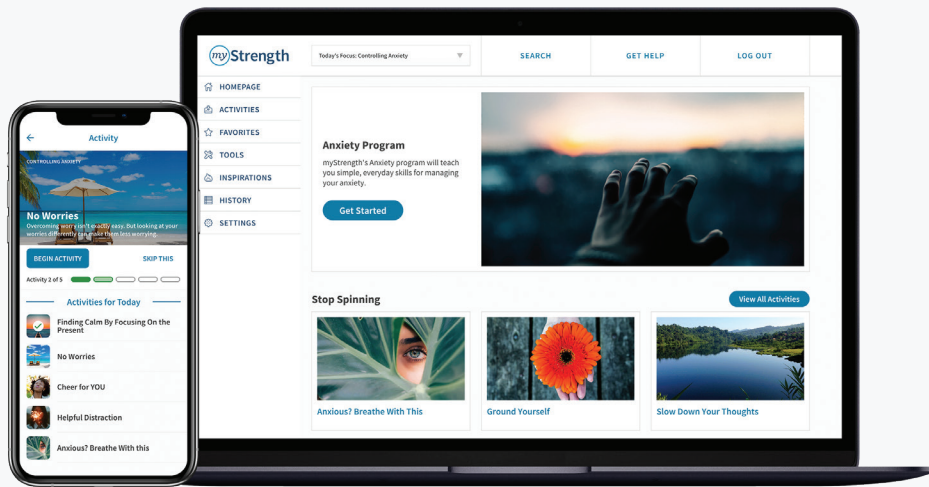 Activity
CONTROLLING ANXIETY
No Worries
Overcoming worry isn't exactly easy. But looking at your
worries differently can make them less worrying.
BEGIN ACTIVITY
SKIP THIS
Activity 2 of 5
Activities for Today
Finding Calm By Focusing On the
Present
No Worries
Cheer for YOU
Helpful Distraction
Anxious? Breathe With this
myStrength
Today's Focus: Controlling Anxiety
SEARCH
GET HELP
LOG OUT
HOMEPAGE
ACTIVITIES
FAVORITES
TOOLS
INSPIRATIONS
HISTORY
SETTINGS
Anxiety Program
myStrength's Anxiety program will teach
you simple, everyday skills for managing
your anxiety.
Get Started
Stop Spinning
View All Activities
Anxious? Breathe With This
Ground Yourself
Slow Down Your Thoughts